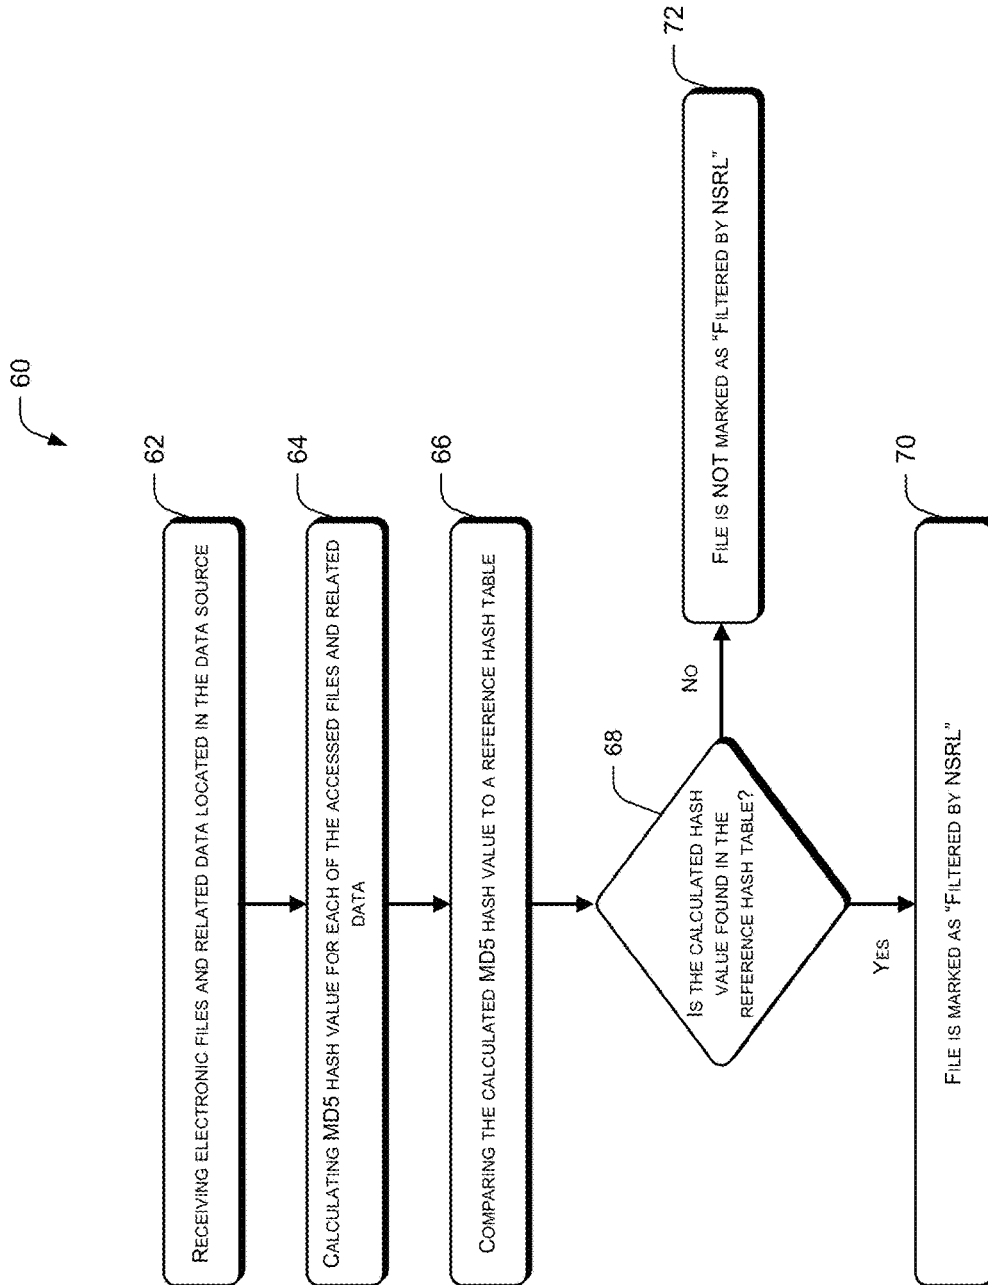 60
62
RECEIVING ELECTRONIC FILES AND RELATED DATA LOCATED IN THE DATA SOURCE
64
CALCULATING MD5 HASH VALUE FOR EACH OF THE ACCESSED FILES AND RELATED
DATA
66
COMPARING THE CALCULATED MD5 HASH VALUE TO A REFERENCE HASH TABLE
68
IS THE CALCULATED HASH
VALUE FOUND IN THE
REFERENCE HASH TABLE?
NO
72
FILE IS NOT MARKED AS “FILTERED BY NSRL”
YES
70
FILE IS MARKED AS “FILTERED BY NSRL”